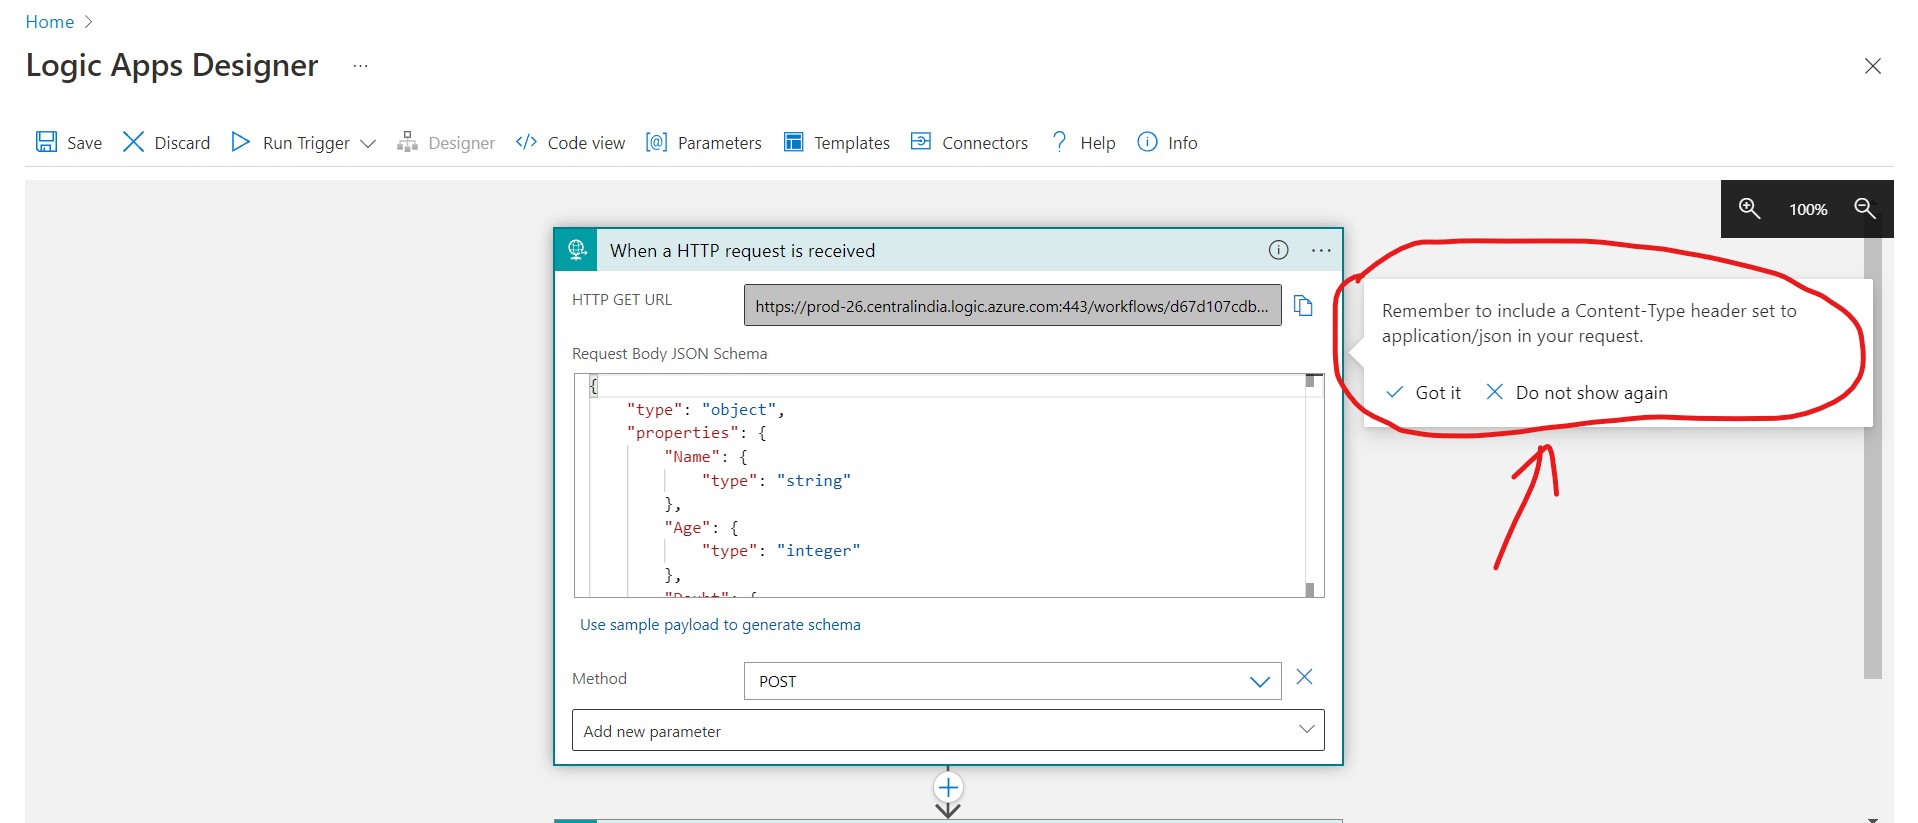 Home >
Logic Apps Designer ...
Save Discard Run Trigger Designer </> Code view [@] Parameters Templates Connectors ? Help Info
100%
When a HTTP request is received ...
HTTP GET URL https://prod-26.centralindia.logic.azure.com:443/workflows/d67d107cdb...
Remember to include a Content-Type header set to
application/json in your request.
Got it Do not show again
Request Body JSON Schema
{
"type": "object",
"properties": {
"Name": {
"type": "string"
},
"Age": {
"type": "integer"
},
"Doubt": {
Use sample payload to generate schema
Method POST
Add new parameter